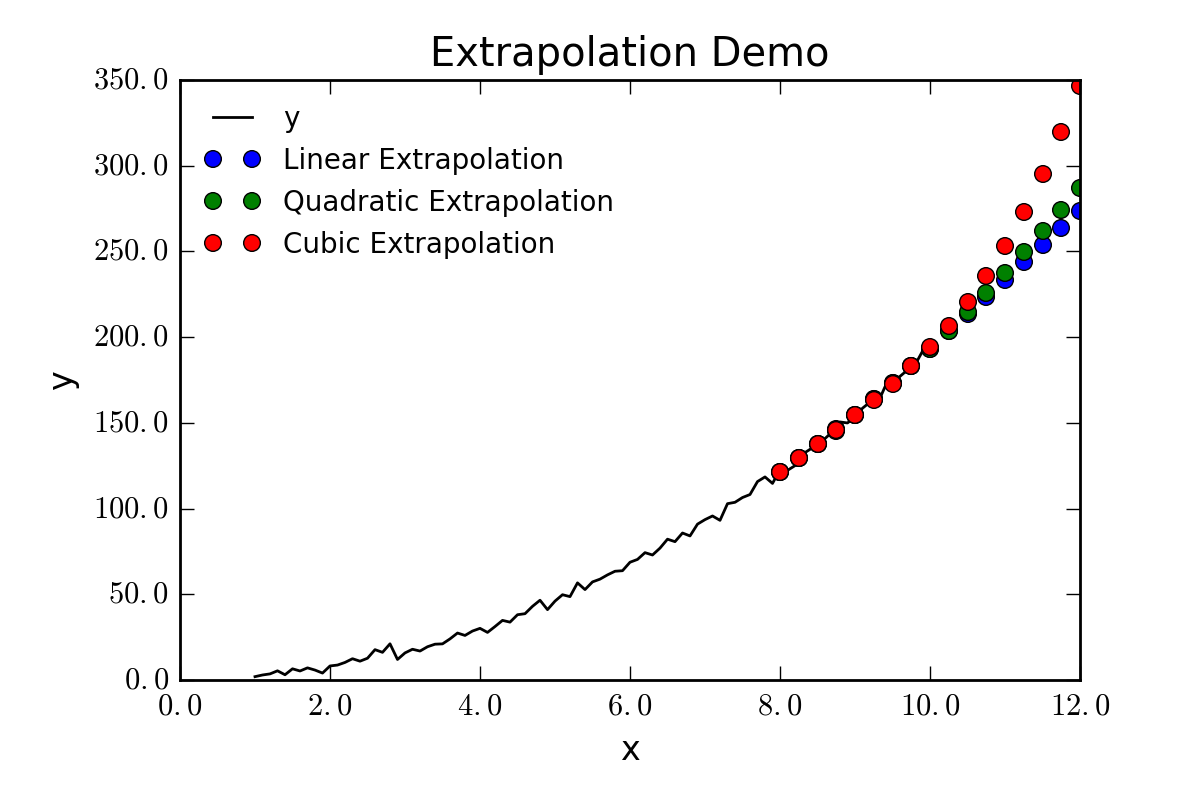 Extrapolation Demo
350.0
300.0
250.0
200.0
150.0
100.0
50.0
0.0
y
y
Linear Extrapolation
Quadratic Extrapolation
Cubic Extrapolation
0.0 2.0 4.0 6.0 8.0 10.0 12.0
x